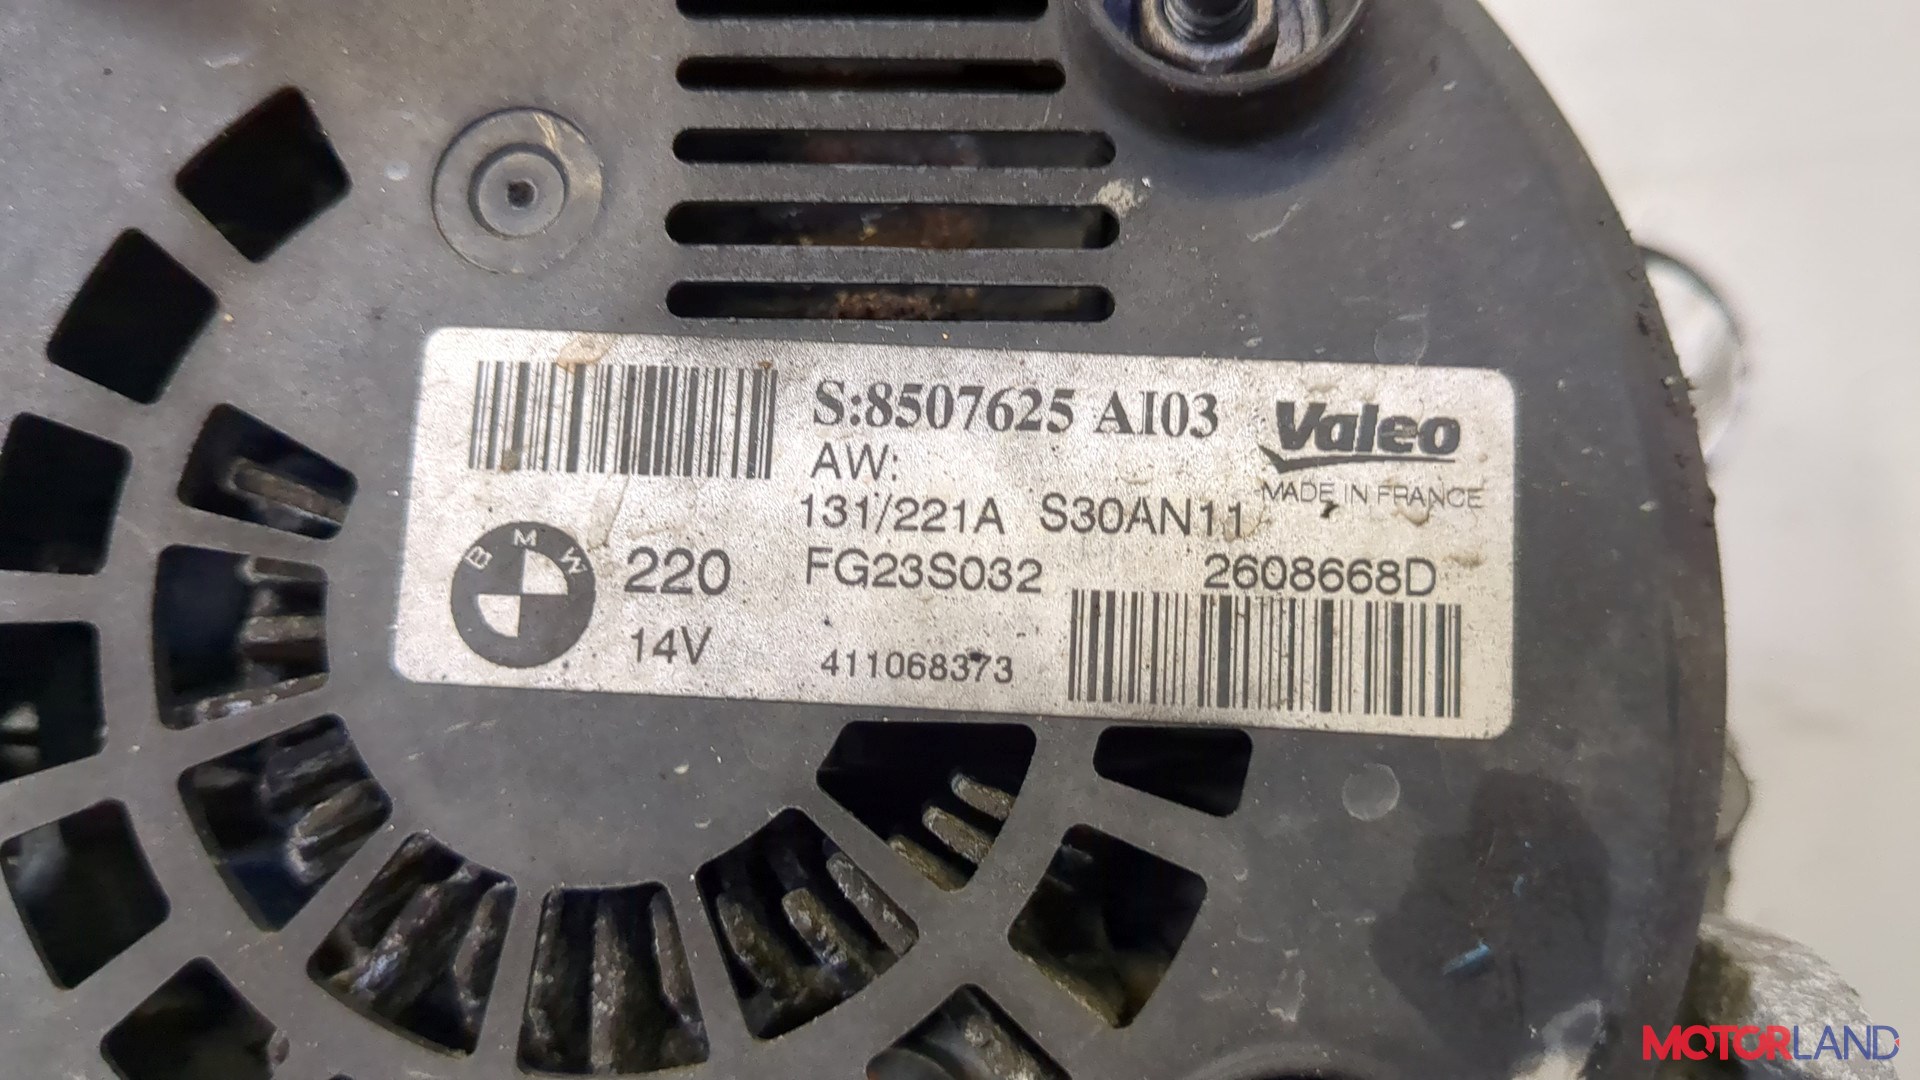 S:8507625 AI03
Valeo
AW:
MADE IN FRANCE
131/221A S30AN11
BMW
220
FG23S032
2608668D
14V
411068373
MOTORLAND